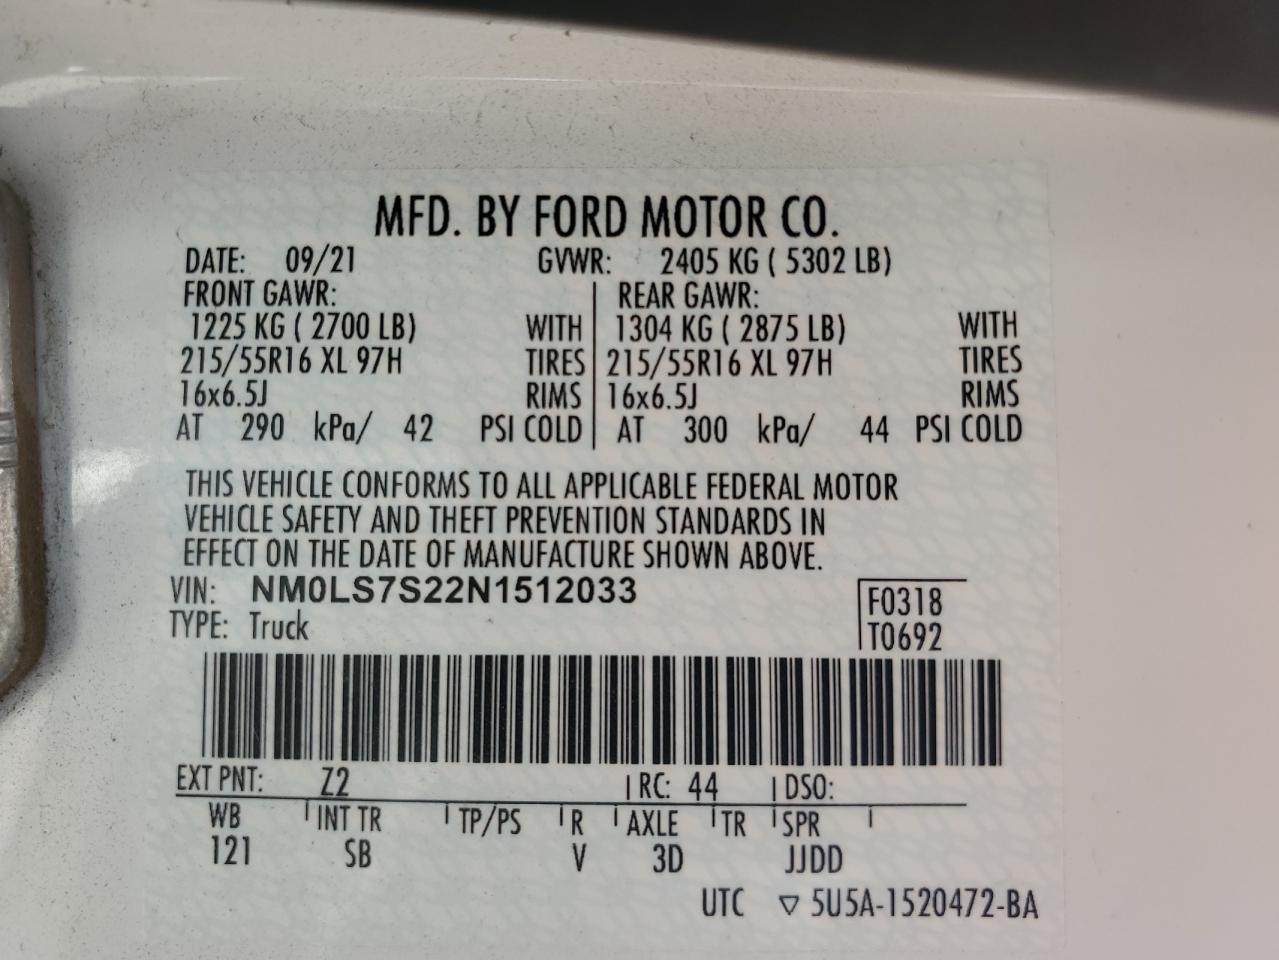 MFD. BY FORD MOTOR CO.
DATE: 09/21 GVWR: 2405 KG ( 5302 LB)
FRONT GAWR: REAR GAWR:
1225 KG ( 2700 LB) WITH 1304 KG ( 2875 LB) WITH
215/55R16 XL 97H TIRES 215/55R16 XL 97H TIRES
16x6.5J RIMS 16x6.5J RIMS
AT 290 kPa/ 42 PSI COLD AT 300 kPa/ 44 PSI COLD
THIS VEHICLE CONFORMS TO ALL APPLICABLE FEDERAL MOTOR
VEHICLE SAFETY AND THEFT PREVENTION STANDARDS IN
EFFECT ON THE DATE OF MANUFACTURE SHOWN ABOVE.
VIN: NM0LS7S22N1512033 F0318
TYPE: Truck T0692
EXT PNT: Z2 RC: 44 DSO:
WB INT TR TP/PS R AXLE TR SPR
121 SB V 3D JJDD
UTC ▽ 5U5A-1520472-BA